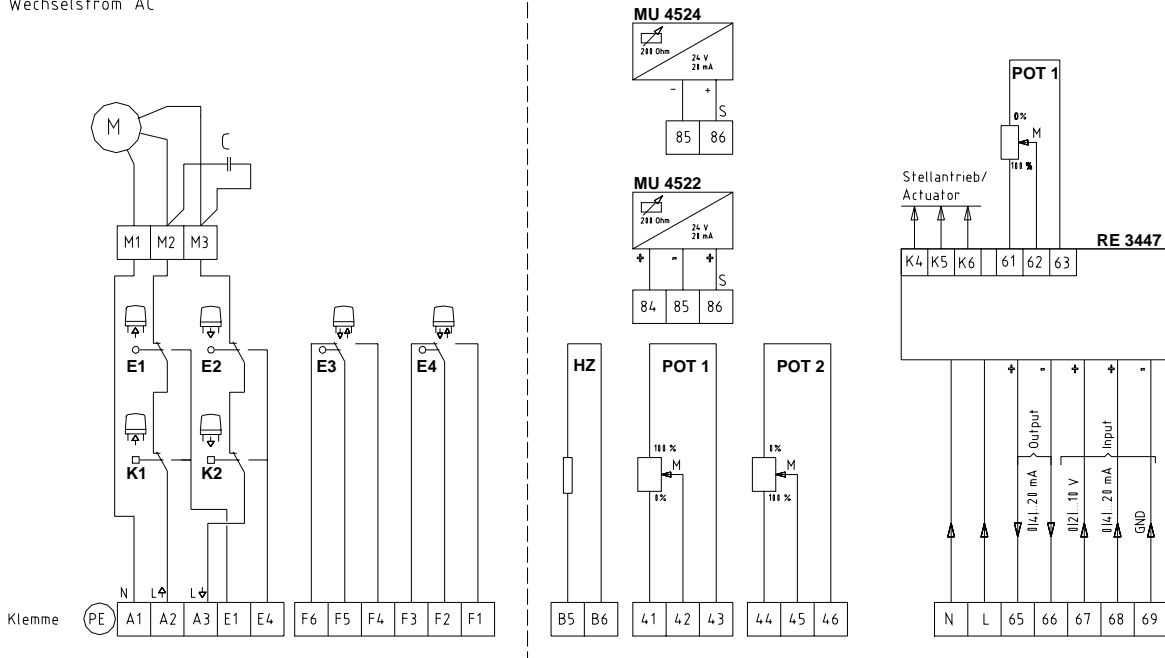 Wechselstrom AC
MU 4524
200 Ohm
24 V
20 mA
- +
S
85 86
MU 4522
200 Ohm
24 V
20 mA
+ - +
S
84 85 86
M
C
M1 M2 M3
E1 E2
K1 K2
E3
E4
N L L
Klemme PE A1 A2 A3 E1 E4
F6 F5 F4 F3 F2 F1
HZ
B5 B6
POT 1
100 %
M
0%
41 42 43
POT 2
0%
M
100 %
44 45 46
POT 1
0%
M
100 %
Stellantrieb/
Actuator
RE 3447
K4 K5 K6 61 62 63
+ - + + -
0(4)...20 mA Output
0(2)...10 V
0(4)...20 mA Input
GND
N L 65 66 67 68 69